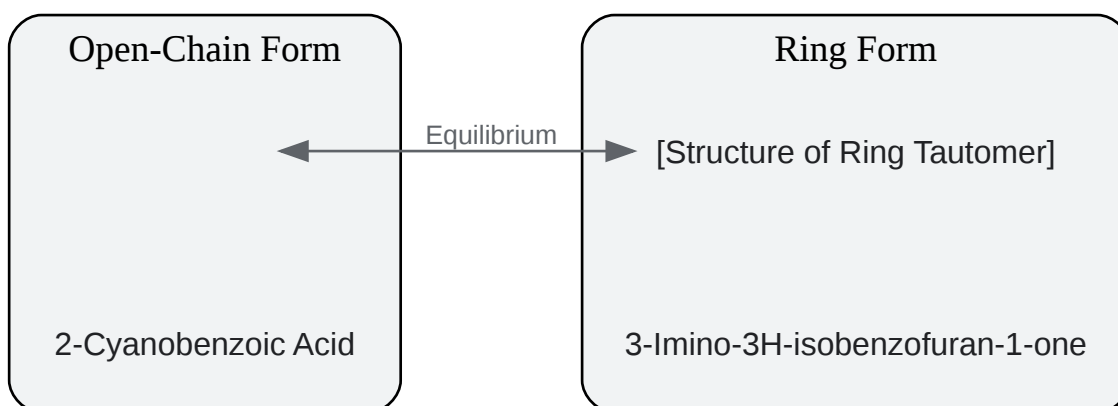 Open-Chain Form
Ring Form
Equilibrium
[Structure of Ring Tautomer]
2-Cyanobenzoic Acid
3-Imino-3H-isobenzofuran-1-one